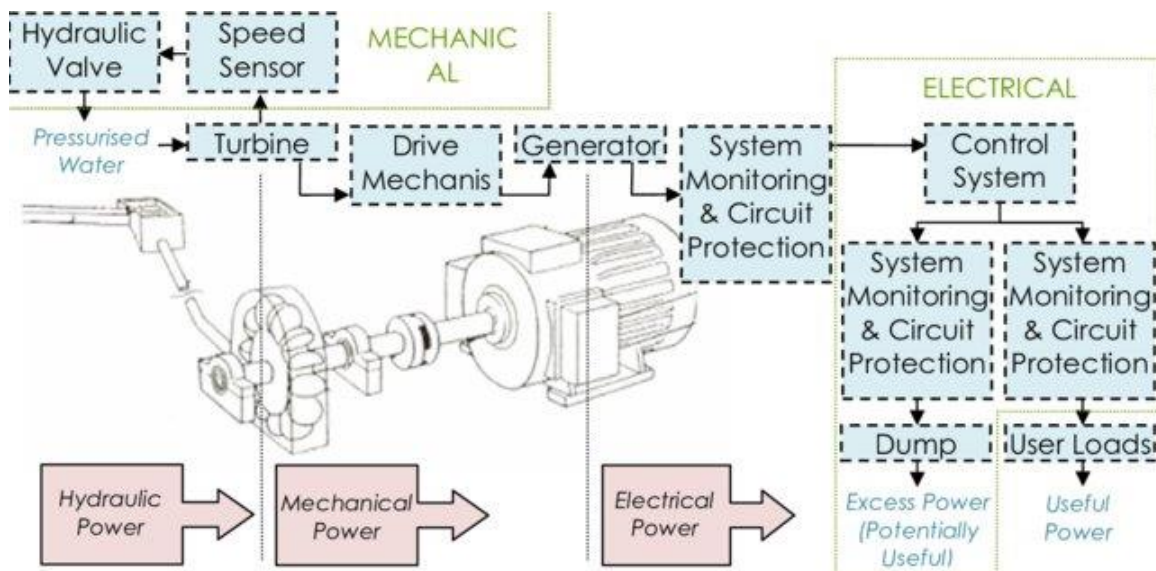 Hydraulic
Valve
Speed
Sensor
MECHANIC
AL
ELECTRICAL
Pressurised
Water
Turbine
Drive
Mechanis
Generator
System
Monitoring
& Circuit
Protection
Control
System
System
Monitoring
& Circuit
Protection
System
Monitoring
& Circuit
Protection
Dump
User Loads
Excess Power
(Potentially
Useful)
Useful
Power
Hydraulic
Power
Mechanical
Power
Electrical
Power